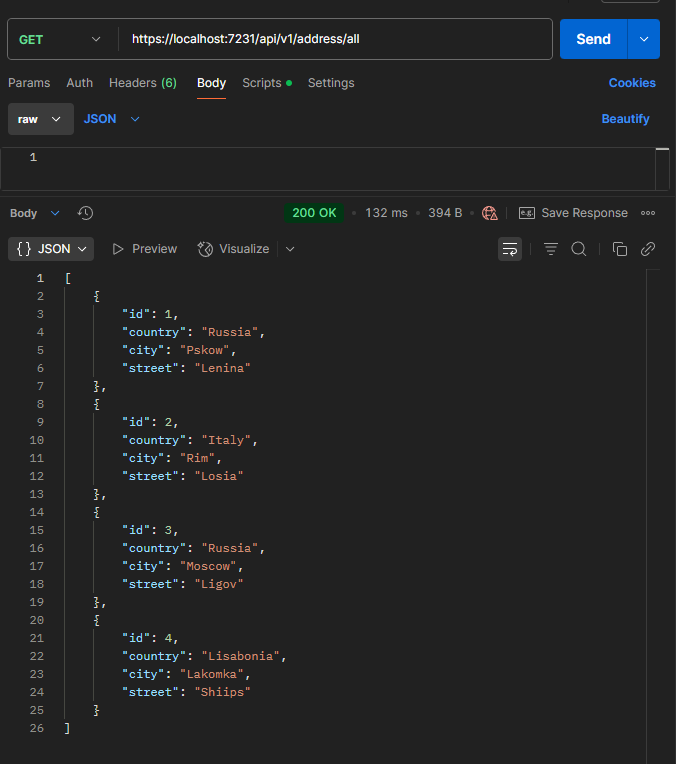 GET https://localhost:7231/api/v1/address/all Send
Params Auth Headers (6) Body Scripts Settings Cookies
raw JSON Beautify
1
Body 200 OK 132 ms 394 B e.g. Save Response
{} JSON Preview Visualize
1 [
2 {
3 "id": 1,
4 "country": "Russia",
5 "city": "Pskow",
6 "street": "Lenina"
7 },
8 {
9 "id": 2,
10 "country": "Italy",
11 "city": "Rim",
12 "street": "Losia"
13 },
14 {
15 "id": 3,
16 "country": "Russia",
17 "city": "Moscow",
18 "street": "Ligov"
19 },
20 {
21 "id": 4,
22 "country": "Lisabonia",
23 "city": "Lakomka",
24 "street": "Shiips"
25 }
26 ]